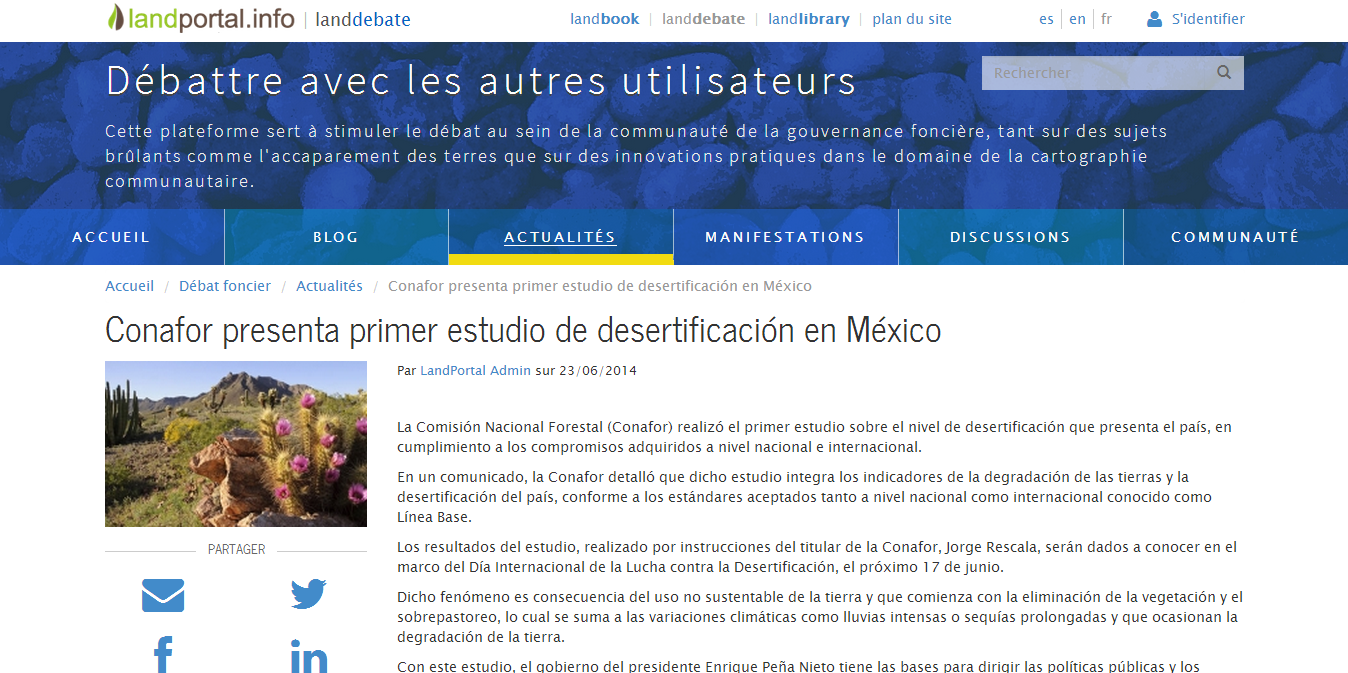 landportal.info | landdebate
landbook | landdebate | landlibrary | plan du site
es | en | fr
S'identifier
Débattre avec les autres utilisateurs
Rechercher
Cette plateforme sert à stimuler le débat au sein de la communauté de la gouvernance foncière, tant sur des sujets
brûlants comme l'accaparement des terres que sur des innovations pratiques dans le domaine de la cartographie
communautaire.
ACCUEIL
BLOG
ACTUALITÉS
MANIFESTATIONS
DISCUSSIONS
COMMUNAUTÉ
Accueil / Débat foncier / Actualités / Conafor presenta primer estudio de desertificación en México
Conafor presenta primer estudio de desertificación en México
Par LandPortal Admin sur 23/06/2014
La Comisión Nacional Forestal (Conafor) realizó el primer estudio sobre el nivel de desertificación que presenta el país, en
cumplimiento a los compromisos adquiridos a nivel nacional e internacional.
En un comunicado, la Conafor detalló que dicho estudio integra los indicadores de la degradación de las tierras y la
desertificación del país, conforme a los estándares aceptados tanto a nivel nacional como internacional conocido como
Línea Base.
Los resultados del estudio, realizado por instrucciones del titular de la Conafor, Jorge Rescala, serán dados a conocer en el
marco del Día Internacional de la Lucha contra la Desertificación, el próximo 17 de junio.
Dicho fenómeno es consecuencia del uso no sustentable de la tierra y que comienza con la eliminación de la vegetación y el
sobrepastoreo, lo cual se suma a las variaciones climáticas como lluvias intensas o sequías prolongadas y que ocasionan la
degradación de la tierra.
Con este estudio, el gobierno del presidente Enrique Peña Nieto tiene las bases para dirigir las políticas públicas y los
PARTAGER